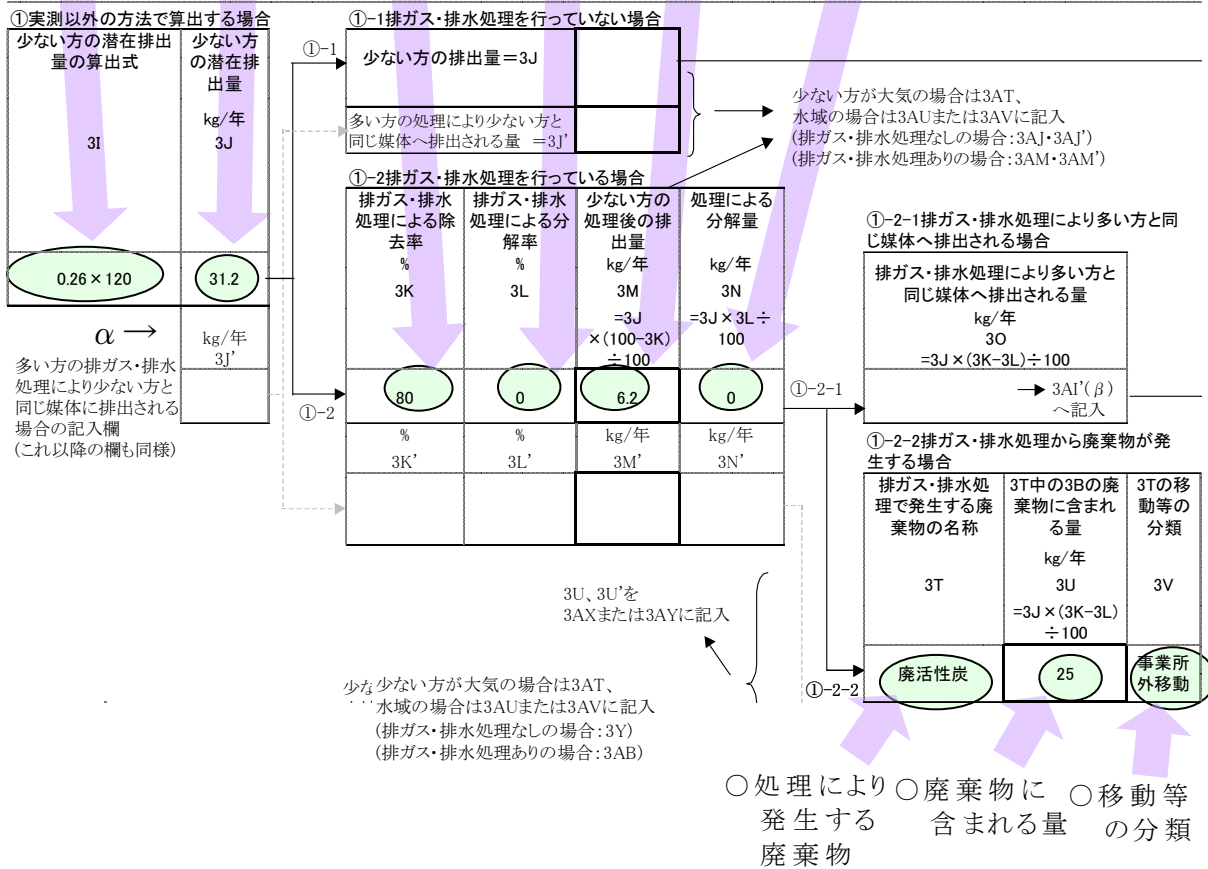 ①実測以外の方法で算出する場合
少ない方の潜在排出
量の算出式
3I
少ない方
の潜在排
出量
kg/年
3J
0.26×120
31.2
α→
kg/年
3J’
多い方の排ガス・排水
処理により少ない方と
同じ媒体に排出される
場合の記入欄
(これ以降の欄も同様)
①-1
①-2
①-1排ガス・排水処理を行っていない場合
少ない方の排出量=3J
多い方の処理により少ない方と
同じ媒体へ排出される量 =3J’
少ない方が大気の場合は3AT、
水域の場合は3AUまたは3AVに記入
(排ガス・排水処理なしの場合:3AJ・3AJ’)
(排ガス・排水処理ありの場合:3AM・3AM’)
①-2排ガス・排水処理を行っている場合
排ガス・排水
処理による除
去率
%
3K
排ガス・排水
処理による分
解率
%
3L
少ない方の
処理後の排
出量
kg/年
3M
=3J
×(100-3K)
÷100
処理による
分解量
kg/年
3N
=3J×3L÷
100
80
0
6.2
0
%
3K’
%
3L’
kg/年
3M’
kg/年
3N’
①-2-1
①-2-1排ガス・排水処理により多い方と同
じ媒体へ排出される場合
排ガス・排水処理により多い方と
同じ媒体へ排出される量
kg/年
3O
=3J×(3K-3L)÷100
→ 3AI’(β)
へ記入
①-2-2排ガス・排水処理から廃棄物が発
生する場合
排ガス・排水処
理で発生する廃
棄物の名称
3T
3T中の3Bの廃
棄物に含まれ
る量
kg/年
3U
=3J×(3K-3L)
÷100
3Tの移
動等の
分類
3V
①-2-2
廃活性炭
25
事業所
外移動
3U、3U’を
3AXまたは3AYに記入
少な
少ない方が大気の場合は3AT、
水域の場合は3AUまたは3AVに記入
(排ガス・排水処理なしの場合:3Y)
(排ガス・排水処理ありの場合:3AB)
○処理により
発生する
廃棄物
○廃棄物に
含まれる量
○移動等
の分類